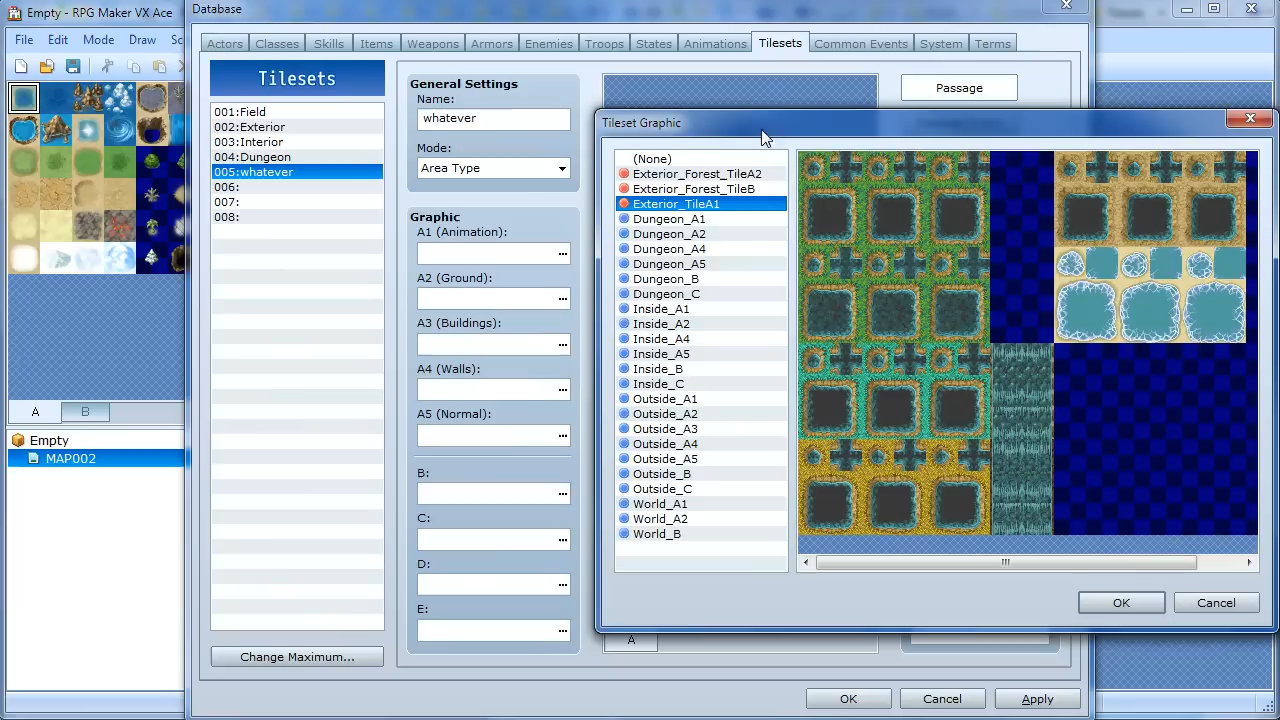 Empty - RPG Maker VX Ace
File Edit Mode Draw Sc
A B
Empty
MAP002
Database
Actors Classes Skills Items Weapons Armors Enemies Troops States Animations Tilesets Common Events System Terms
Tilesets
001:Field
002:Exterior
003:Interior
004:Dungeon
005:whatever
006:
007:
008:
Change Maximum...
General Settings
Name:
whatever
Mode:
Area Type
Graphic
A1 (Animation):
...
A2 (Ground):
...
A3 (Buildings):
...
A4 (Walls):
...
A5 (Normal):
...
B:
...
C:
...
D:
...
E:
...
Passage
Tileset Graphic
(None)
Exterior_Forest_TileA2
Exterior_Forest_TileB
Exterior_TileA1
Dungeon_A1
Dungeon_A2
Dungeon_A4
Dungeon_A5
Dungeon_B
Dungeon_C
Inside_A1
Inside_A2
Inside_A4
Inside_A5
Inside_B
Inside_C
Outside_A1
Outside_A2
Outside_A3
Outside_A4
Outside_A5
Outside_B
Outside_C
World_A1
World_A2
World_B
OK Cancel
A
OK Cancel Apply